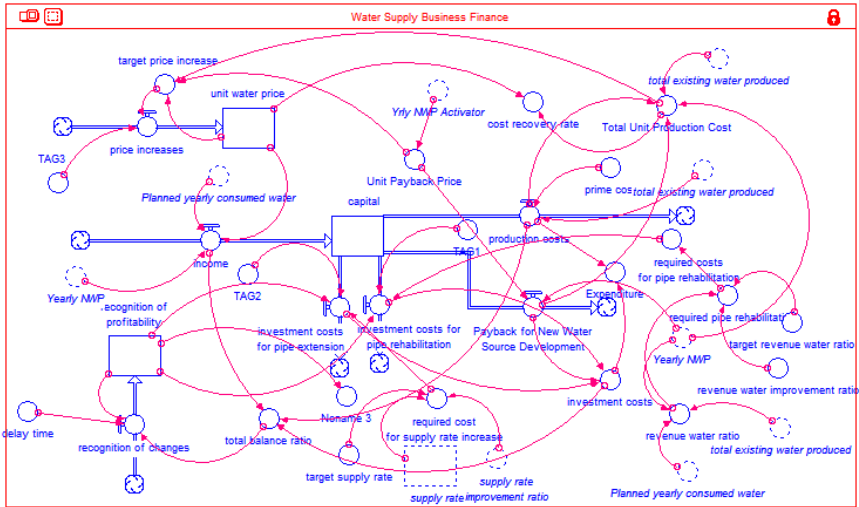 Water Supply Business Finance
target price increase
unit water price
total existing water produced
Yrly NWP Activator
cost recovery rate
Total Unit Production Cost
price increases
TAG3
Unit Payback Price
Planned yearly consumed water
prime cos
total existing water produced
capital
TAG1
production costs
income
required costs
for pipe rehabilitation
Yearly NWP
TAG2
Expenditure
recognition of
profitability
investment costs
for pipe extension
investment costs for
pipe rehabilitation
Payback for New Water
Source Development
required pipe rehabilitati
target revenue water ratio
Yearly NWP
revenue water improvement ratio
Noname 3
investment costs
delay time
recognition of changes
total balance ratio
required cost
for supply rate increase
revenue water ratio
total existing water produced
target supply rate
supply rate
supply rate
improvement ratio
Planned yearly consumed water